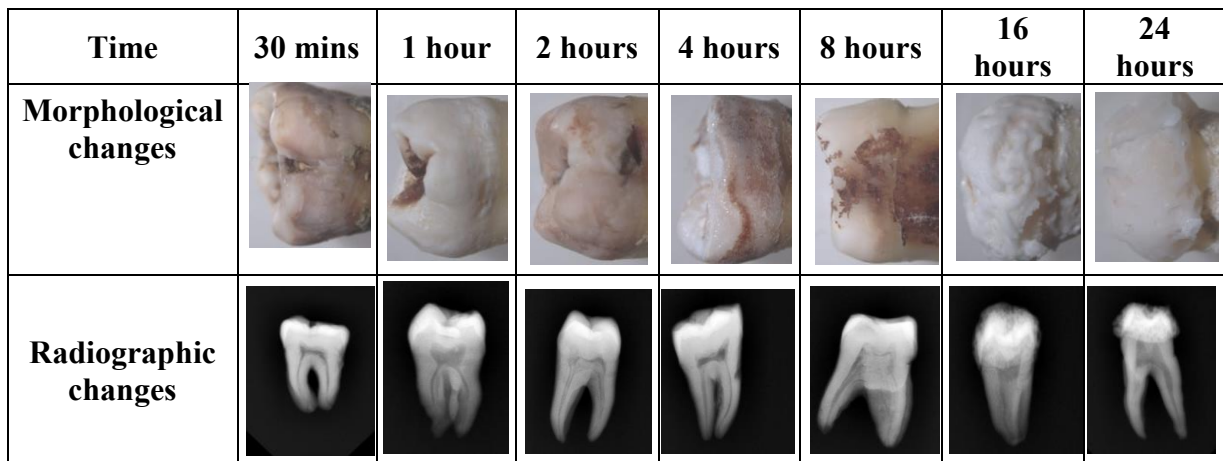 Time
30 mins
1 hour
2 hours
4 hours
8 hours
16
hours
24
hours
Morphological
changes
Radiographic
changes